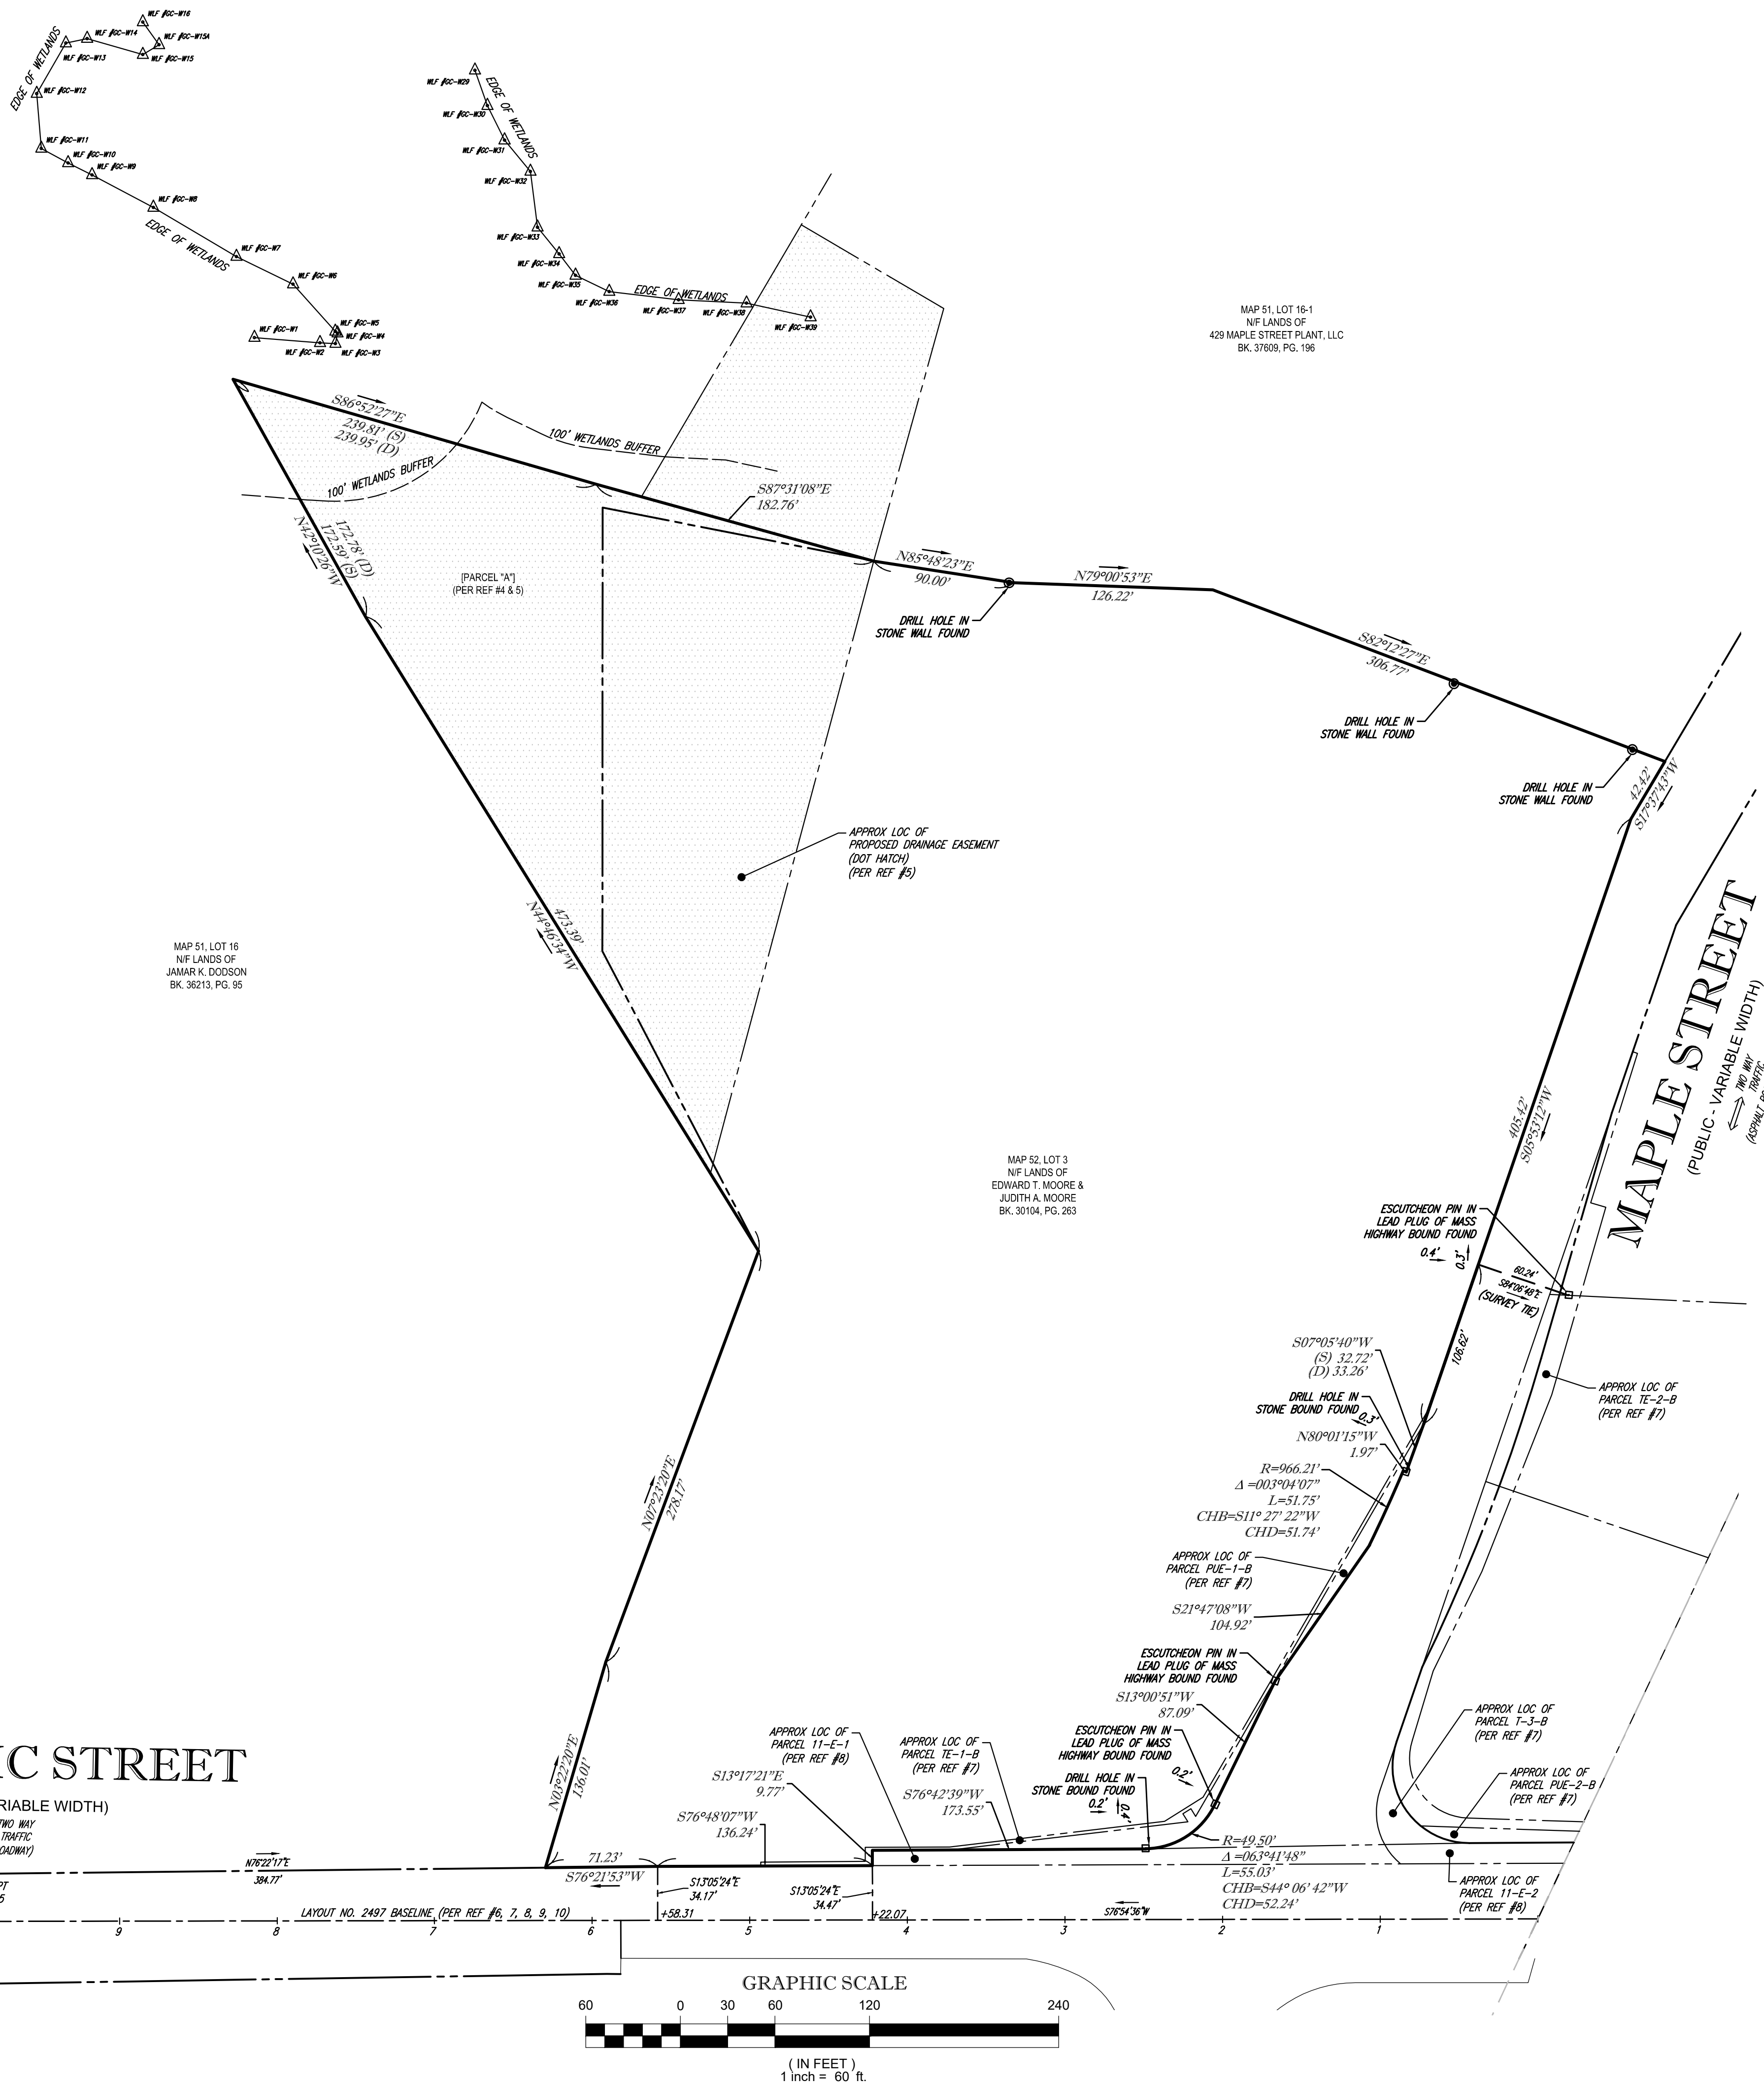 WLF #GC-W16
WLF #GC-W14
WLF #GC-W15A
WLF #GC-W13
WLF #GC-W15
EDGE OF WETLANDS
WLF #GC-W12
WLF #GC-W11
WLF #GC-W10
WLF #GC-W9
WLF #GC-W8
EDGE OF WETLANDS
WLF #GC-W7
WLF #GC-W6
WLF #GC-W5
WLF #GC-W4
WLF #GC-W1
WLF #GC-W2
WLF #GC-W3
WLF #GC-W29
WLF #GC-W30
EDGE OF WETLANDS
WLF #GC-W31
WLF #GC-W32
WLF #GC-W33
WLF #GC-W34
WLF #GC-W35
WLF #GC-W36
EDGE OF WETLANDS
WLF #GC-W37
WLF #GC-W38
WLF #GC-W39
MAP 51, LOT 16-1
N/F LANDS OF
429 MAPLE STREET PLANT, LLC
BK. 37609, PG. 196
S86°52'27"E
239.81' (S)
239.95' (D)
100' WETLANDS BUFFER
100' WETLANDS BUFFER
S87°31'08"E
182.76'
172.78' (D)
172.59' (S)
N42°10'26"W
[PARCEL "A"]
(PER REF #4 & 5)
N85°48'23"E
90.00'
N79°00'53"E
126.22'
DRILL HOLE IN
STONE WALL FOUND
S82°12'27"E
306.77'
DRILL HOLE IN
STONE WALL FOUND
DRILL HOLE IN
STONE WALL FOUND
42.42'
S17°37'43"W
APPROX LOC OF
PROPOSED DRAINAGE EASEMENT
(DOT HATCH)
(PER REF #5)
473.39'
N44°46'34"W
MAP 51, LOT 16
N/F LANDS OF
JAMAR K. DODSON
BK. 36213, PG. 95
MAPLE STREET
(PUBLIC - VARIABLE WIDTH)
TWO WAY
TRAFFIC
405.42'
S05°53'12"W
MAP 52, LOT 3
N/F LANDS OF
EDWARD T. MOORE &
JUDITH A. MOORE
BK. 30104, PG. 263
ESCUTCHEON PIN IN
LEAD PLUG OF MASS
HIGHWAY BOUND FOUND
0.4'
0.3'
60.24'
S84°06'48"E
(SURVEY TIE)
106.62'
S07°05'40"W
(S) 32.72'
(D) 33.26'
DRILL HOLE IN
STONE BOUND FOUND
0.3'
N80°01'15"W
1.97'
APPROX LOC OF
PARCEL TE-2-B
(PER REF #7)
R=966.21'
Δ =003°04'07"
L=51.75'
CHB=S11° 27' 22"W
CHD=51.74'
APPROX LOC OF
PARCEL PUE-1-B
(PER REF #7)
S21°47'08"W
104.92'
N07°23'20"E
278.17'
ESCUTCHEON PIN IN
LEAD PLUG OF MASS
HIGHWAY BOUND FOUND
S13°00'51"W
87.09'
ESCUTCHEON PIN IN
LEAD PLUG OF MASS
HIGHWAY BOUND FOUND
0.2'
DRILL HOLE IN
STONE BOUND FOUND
0.2'
0.4'
APPROX LOC OF
PARCEL T-3-B
(PER REF #7)
APPROX LOC OF
PARCEL PUE-2-B
(PER REF #7)
APPROX LOC OF
PARCEL 11-E-1
(PER REF #8)
APPROX LOC OF
PARCEL TE-1-B
(PER REF #7)
S13°17'21"E
9.77'
S76°42'39"W
173.55'
S76°48'07"W
136.24'
N03°22'20"E
136.01'
IC STREET
RIABLE WIDTH)
TWO WAY
TRAFFIC
OADWAY)
71.23'
S76°21'53"W
R=49.50'
Δ =063°41'48"
L=55.03'
CHB=S44° 06' 42"W
CHD=52.24'
APPROX LOC OF
PARCEL 11-E-2
(PER REF #8)
N76°22'17"E
384.77'
S13°05'24"E
34.17'
S13°05'24"E
34.47'
S76°54'36"W
PT
5
LAYOUT NO. 2497 BASELINE (PER REF #6, 7, 8, 9, 10)
+58.31
+22.07
9 8 7 6 5 4 3 2 1
GRAPHIC SCALE
60 0 30 60 120 240
( IN FEET )
1 inch = 60 ft.